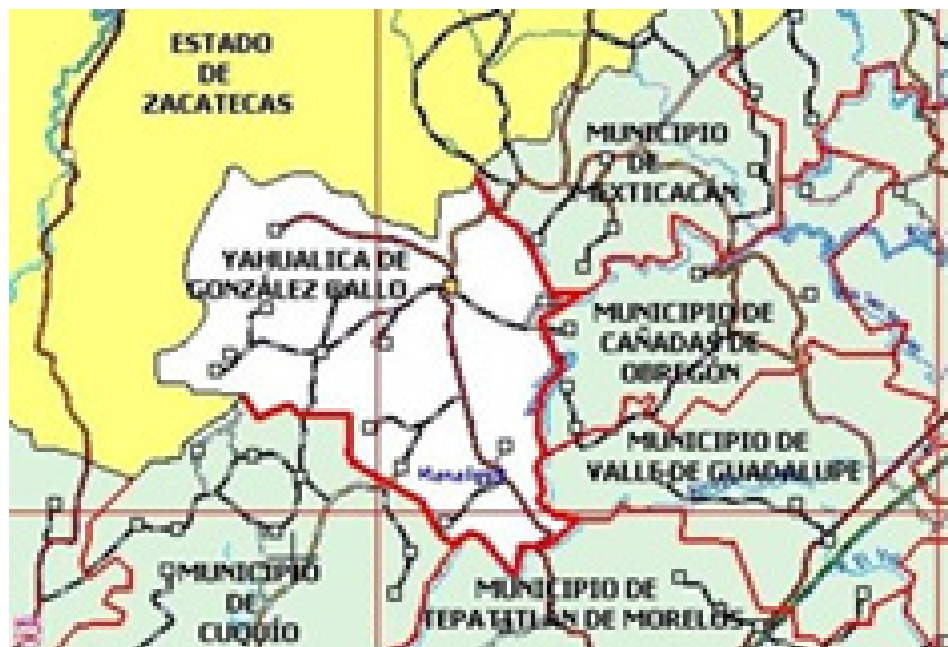 ESTADO
DE
ZACATECAS
MUNICIPIO
DE
MEXTICACÁN
YAHUALICA DE
GONZÁLEZ GALLO
MUNICIPIO DE
CAÑADAS DE
OBREGÓN
MUNICIPIO DE
VALLE DE GUADALUPE
MUNICIPIO
DE
CUQUÍO
MUNICIPIO DE
TEPATITLÁN DE MORELOS